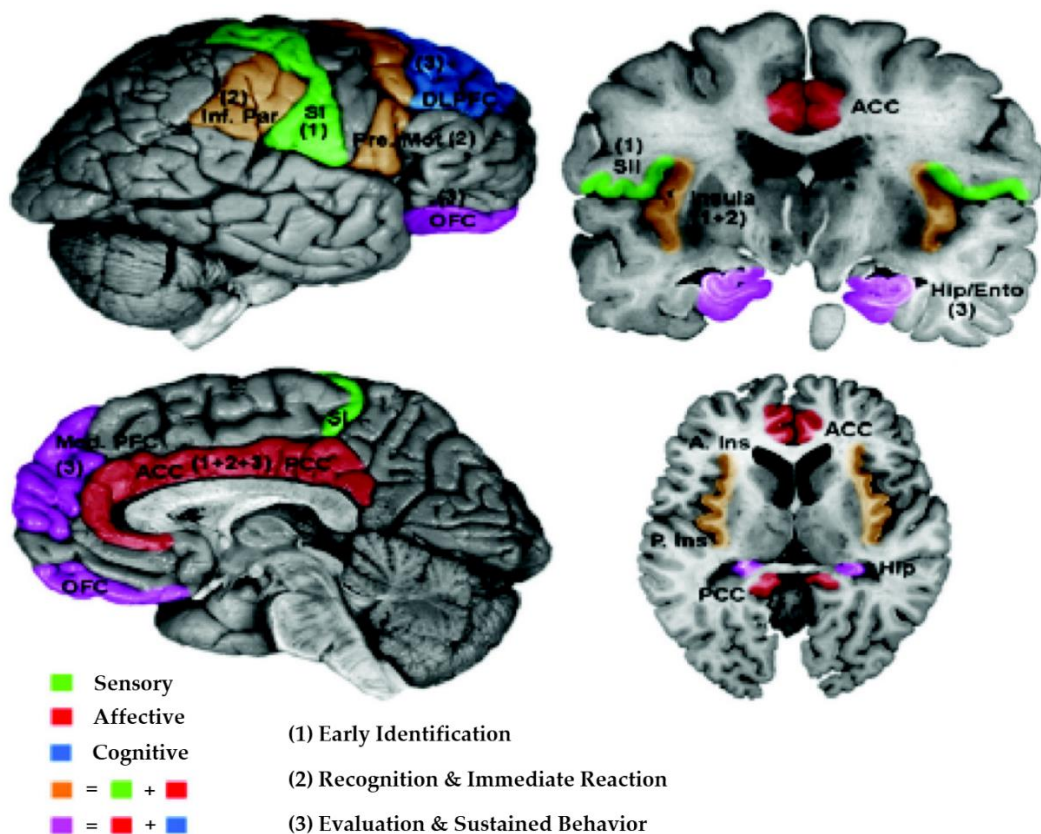 (3)
DLPFC
(2)
Inf. Par
SI
(1)
Pre. Mot (2)
(3)
OFC
ACC
(1)
SII
Insula
(1+2)
Hip/Ento
(3)
SI
Med. PFC
(3)
ACC (1+2+3) PCC
OFC
A. Ins
ACC
P. Ins
Hip
PCC
Sensory
Affective
Cognitive
= +
= +
(1) Early Identification
(2) Recognition & Immediate Reaction
(3) Evaluation & Sustained Behavior